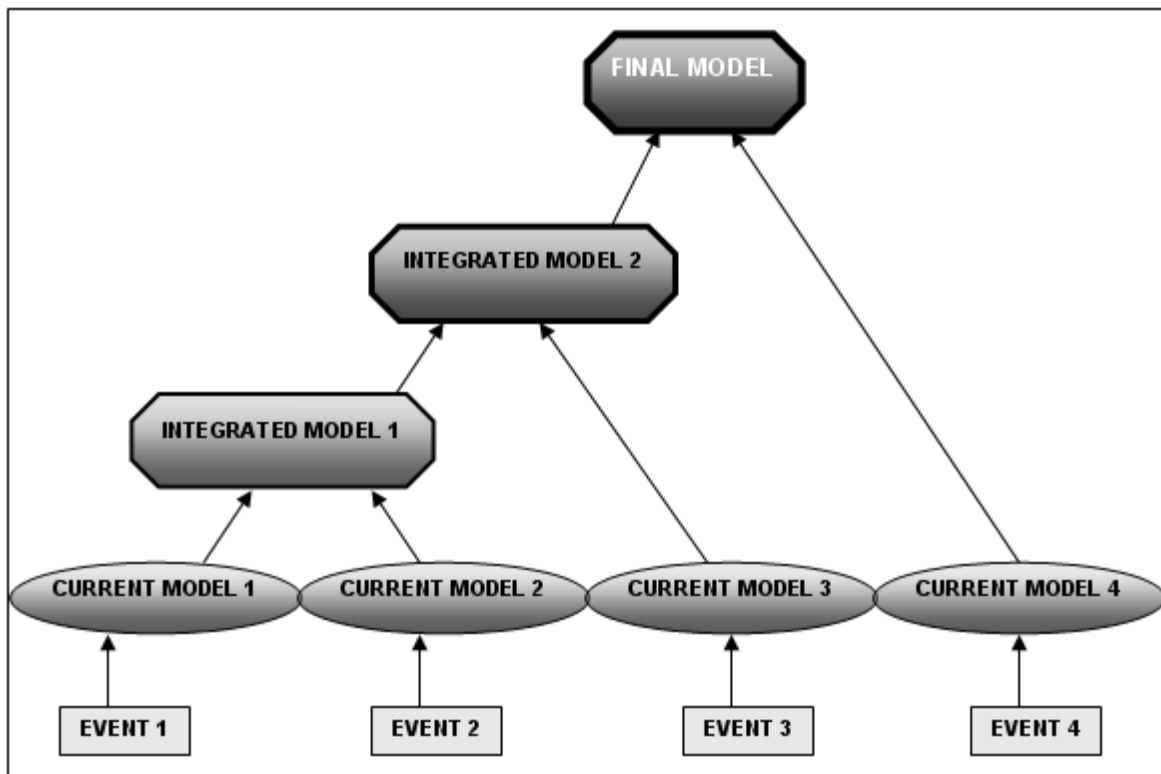 FINAL MODEL
INTEGRATED MODEL 2
INTEGRATED MODEL 1
CURRENT MODEL 1
CURRENT MODEL 2
CURRENT MODEL 3
CURRENT MODEL 4
EVENT 1
EVENT 2
EVENT 3
EVENT 4